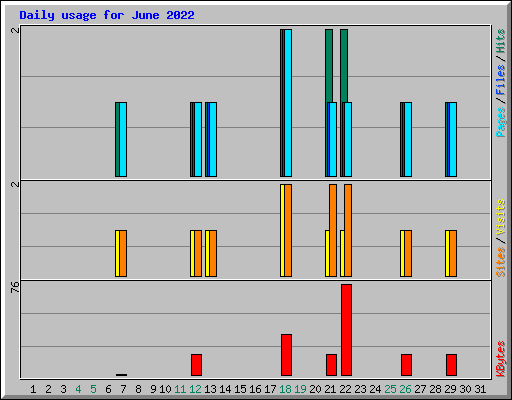 Daily usage for June 2022
2
Pages / Files / Hits
2
Sites / Visits
76
KBytes
1 2 3 4 5 6 7 8 9 10 11 12 13 14 15 16 17 18 19 20 21 22 23 24 25 26 27 28 29 30 31